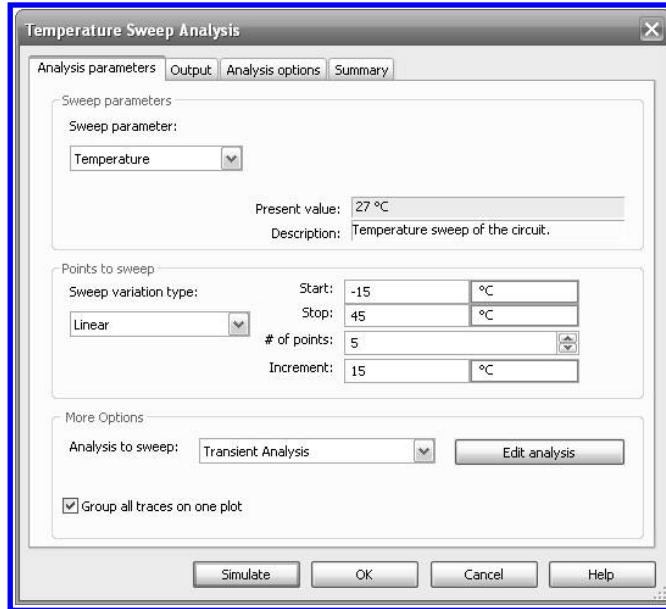 Temperature Sweep Analysis
Analysis parameters Output Analysis options Summary
Sweep parameters
Sweep parameter:
Temperature
Present value: 27 °C
Description: Temperature sweep of the circuit.
Points to sweep
Sweep variation type:
Linear
Start: -15 °C
Stop: 45 °C
# of points: 5
Increment: 15 °C
More Options
Analysis to sweep: Transient Analysis Edit analysis
Group all traces on one plot
Simulate OK Cancel Help